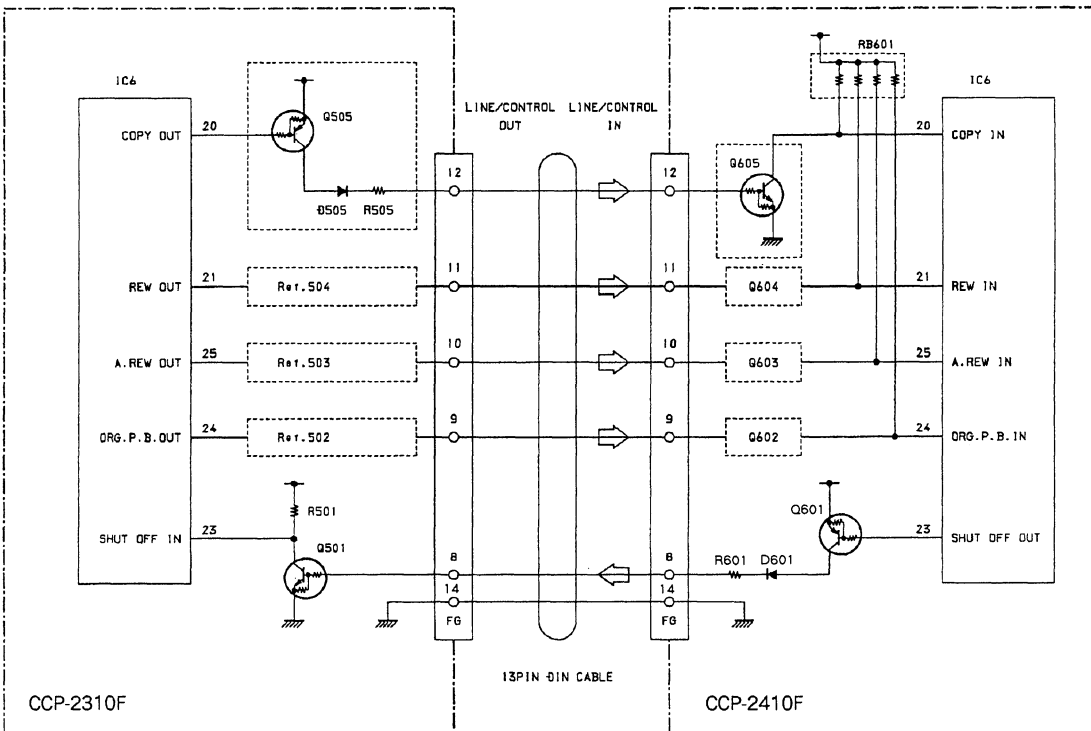 IC6
COPY OUT
20
Q505
D505
R505
LINE/CONTROL
OUT
LINE/CONTROL
IN
12
12
RB601
IC6
20
COPY IN
Q605
REW OUT
21
Ref.504
11
11
Q604
21
REW IN
A.REW OUT
25
Ref.503
10
10
Q603
25
A.REW IN
ORG.P.B.OUT
24
Ref.502
9
9
Q602
24
ORG.P.B.IN
SHUT OFF IN
23
R501
Q501
8
14
FG
8
14
FG
R601
D601
Q601
23
SHUT OFF OUT
13PIN DIN CABLE
CCP-2310F
CCP-2410F